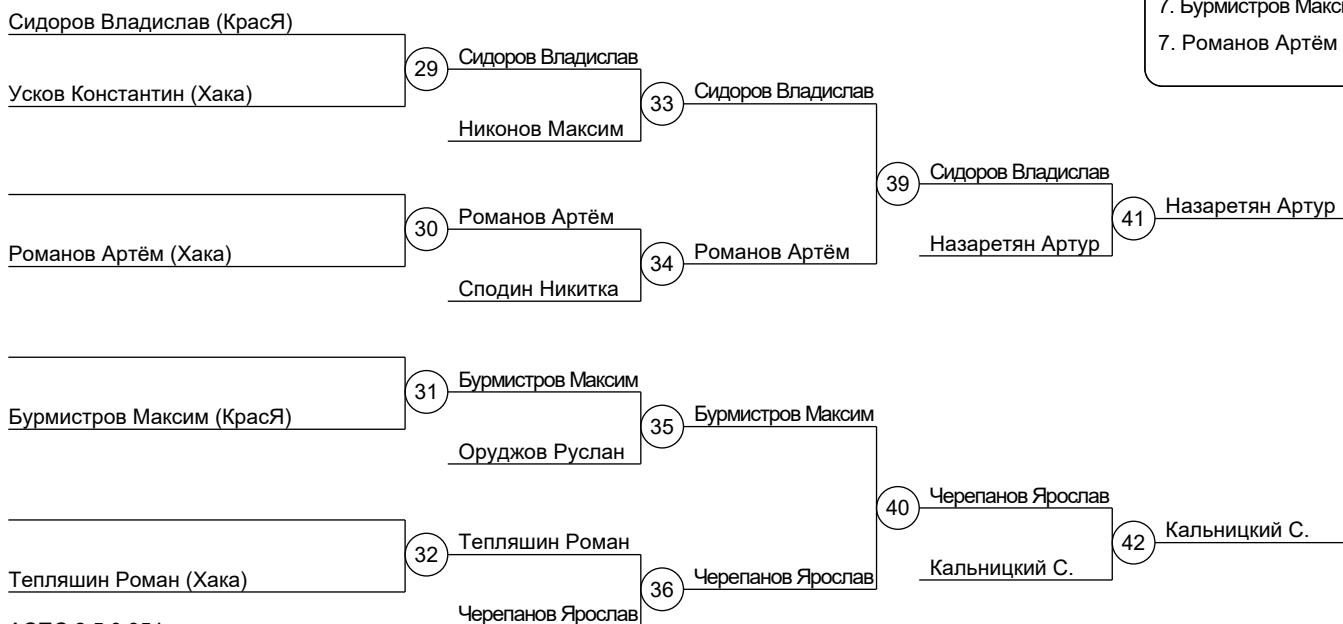 7. Бурмистров Макси
7. Романов Артём
Сидоров Владислав (КрасЯ)
29
Сидоров Владислав
Усков Константин (Хака)
33
Сидоров Владислав
Никонов Максим
39
Сидоров Владислав
30
Романов Артём
41
Назаретян Артур
Романов Артём (Хака)
34
Романов Артём
Назаретян Артур
Сподин Никитка
31
Бурмистров Максим
Бурмистров Максим (КрасЯ)
35
Бурмистров Максим
Оруджов Руслан
40
Черепанов Ярослав
32
Тепляшин Роман
42
Кальницкий С.
Тепляшин Роман (Хака)
36
Черепанов Ярослав
Кальницкий С.
Черепанов Ярослав